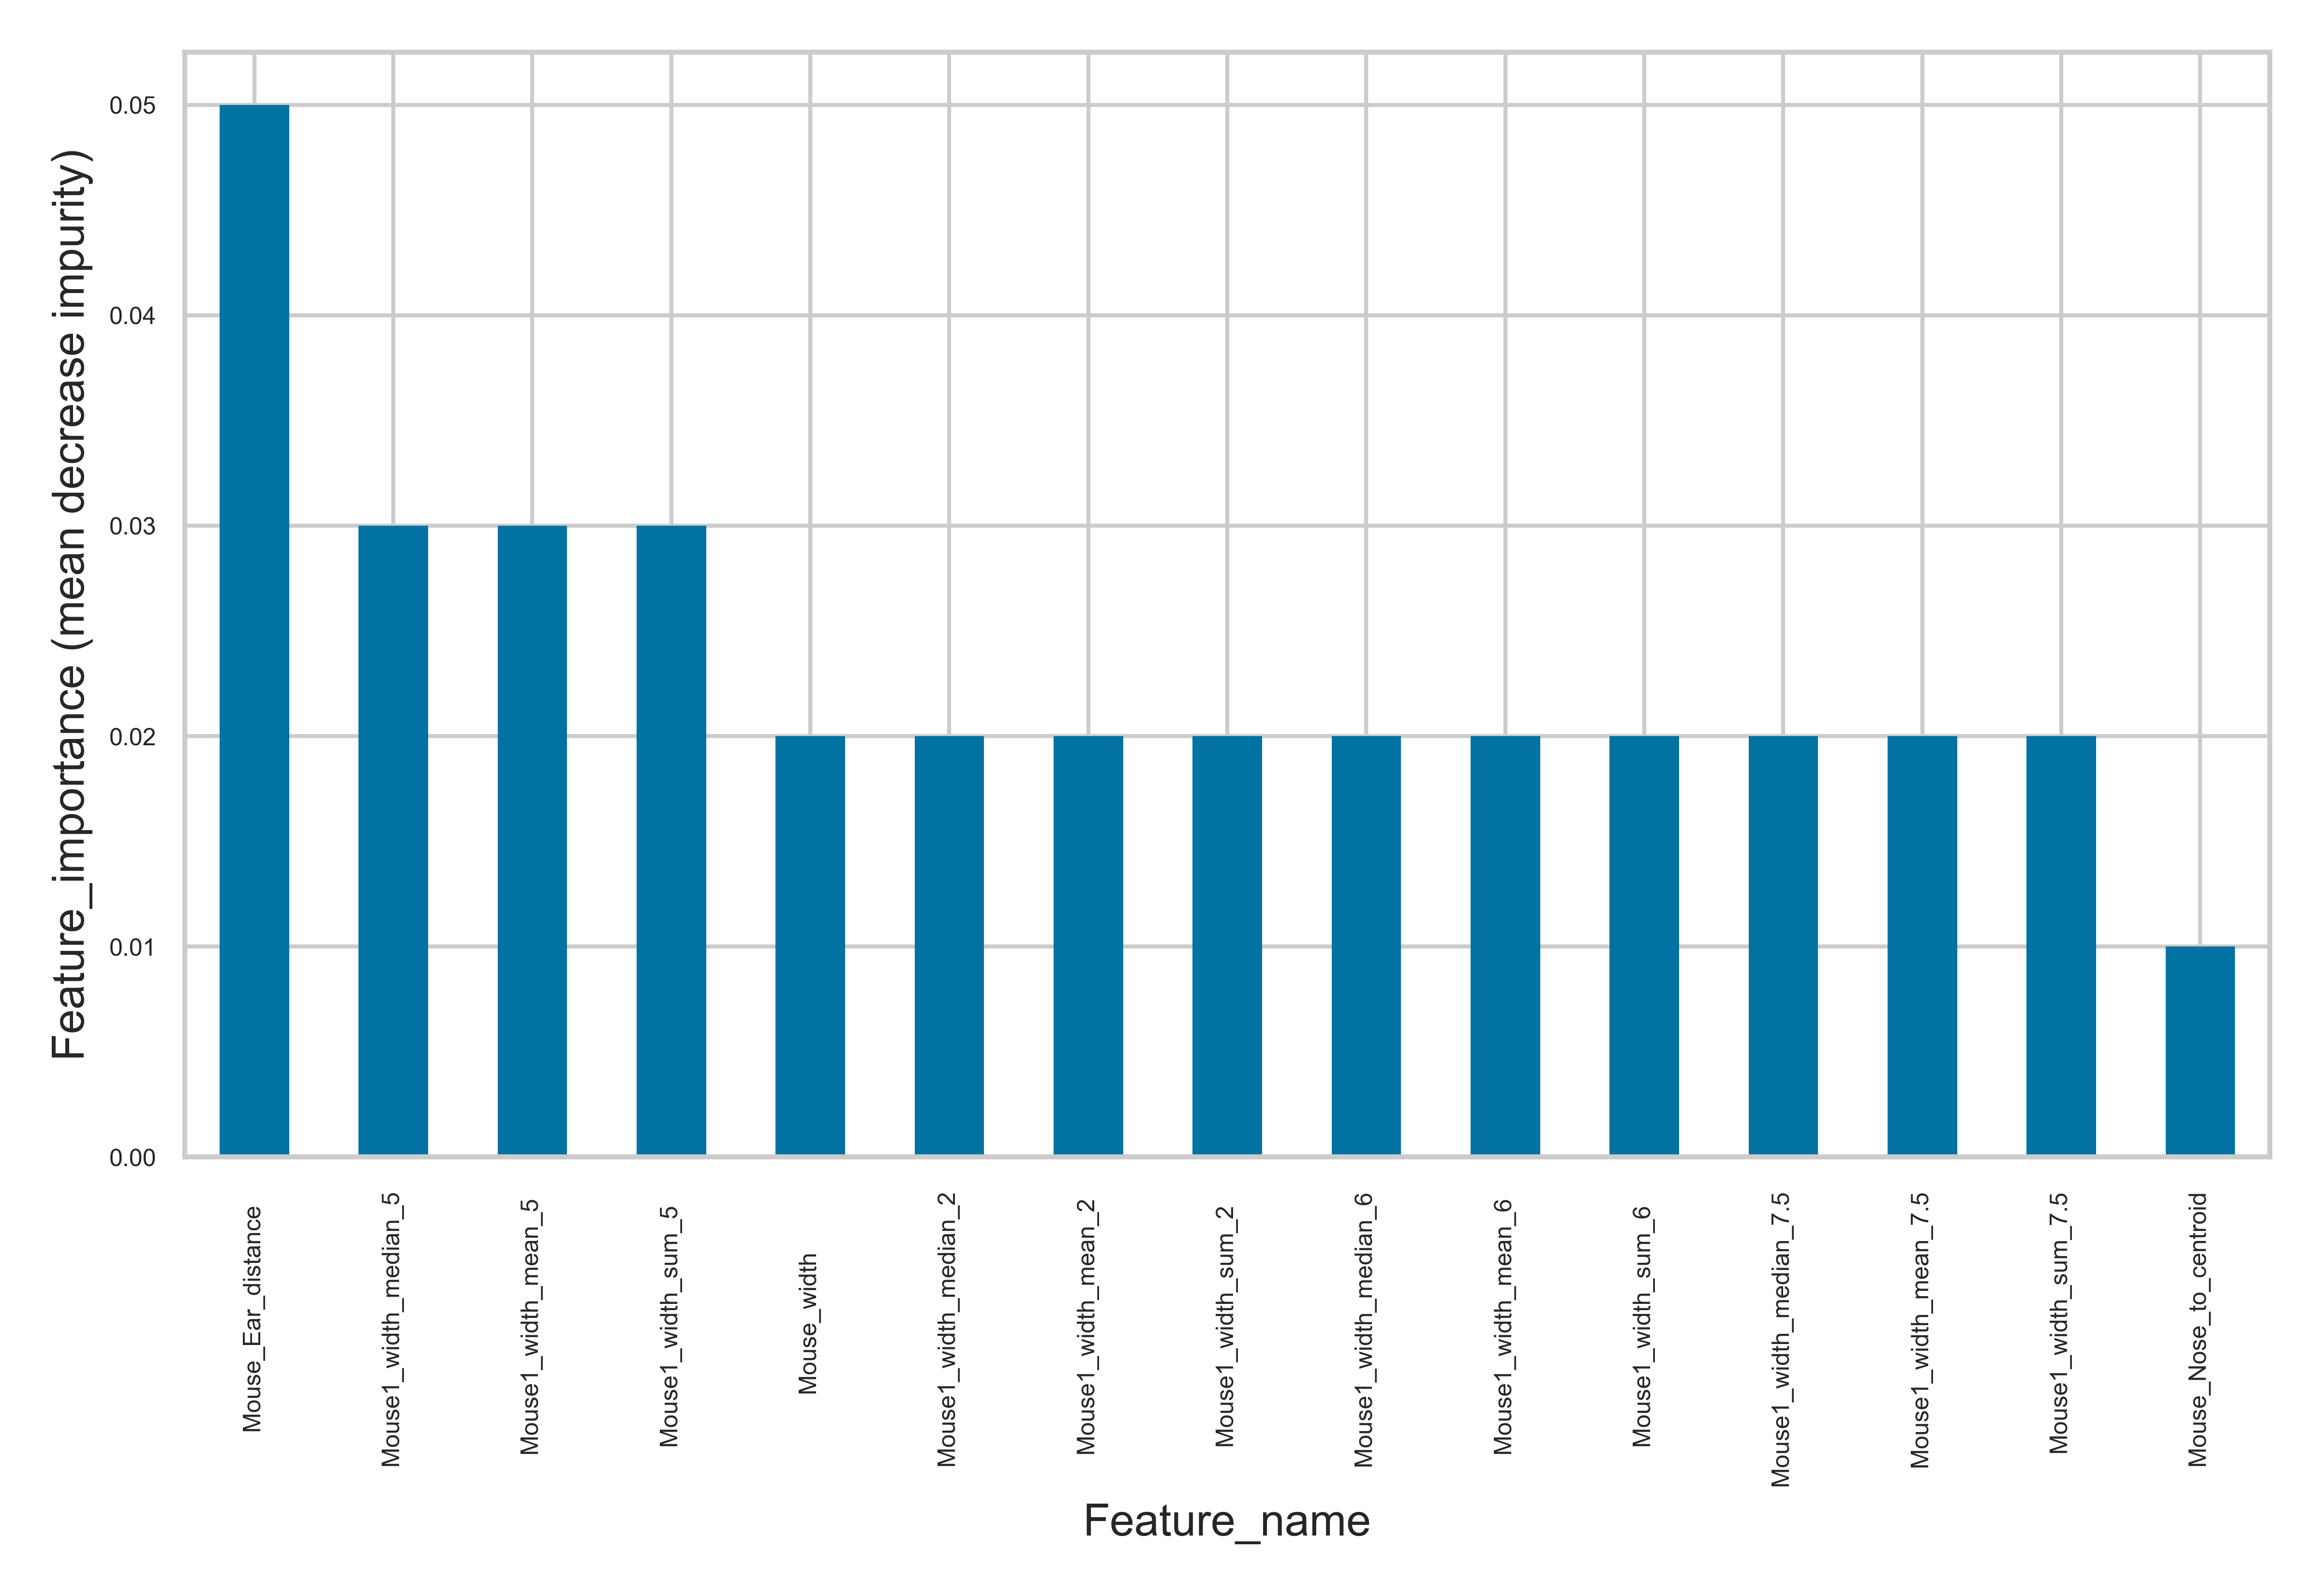 Feature_importance (mean decrease impurity)
0.05
0.04
0.03
0.02
0.01
0.00
Mouse_Ear_distance
Mouse1_width_median_5
Mouse1_width_mean_5
Mouse1_width_sum_5
Mouse_width
Mouse1_width_median_2
Mouse1_width_mean_2
Mouse1_width_sum_2
Mouse1_width_median_6
Mouse1_width_mean_6
Mouse1_width_sum_6
Mouse1_width_median_7.5
Mouse1_width_mean_7.5
Mouse1_width_sum_7.5
Mouse_Nose_to_centroid
Feature_name